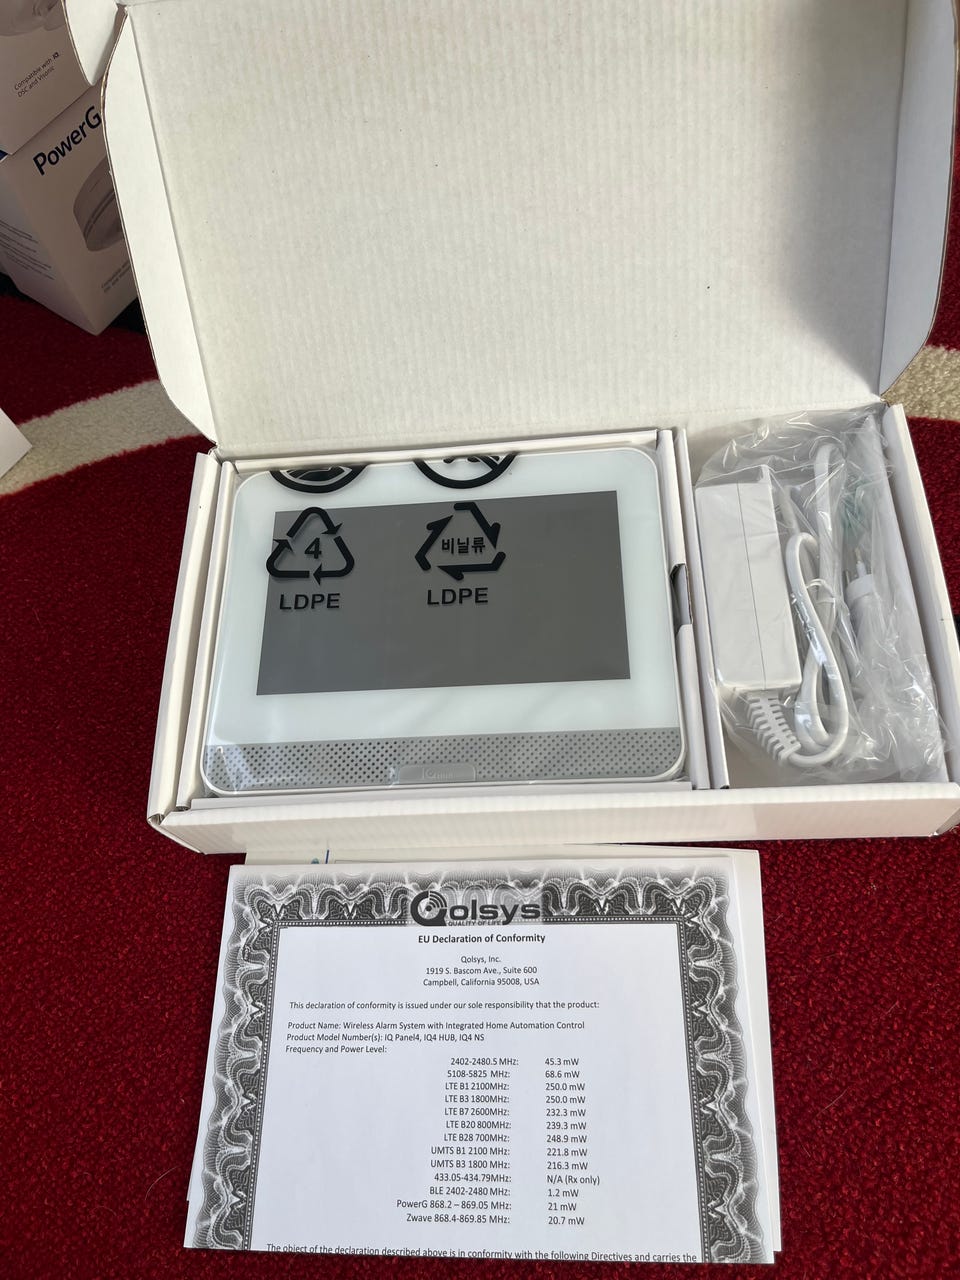 Compatible with IQ,
DSC and Visonic
PowerG
4
LDPE
비닐류
LDPE
Qolsys
QUALITY OF LIFE
EU Declaration of Conformity
Qolsys, Inc.
1919 S. Bascom Ave., Suite 600
Campbell, California 95008, USA
This declaration of conformity is issued under our sole responsibility that the product:
Product Name: Wireless Alarm System with Integrated Home Automation Control
Product Model Number(s): IQ Panel4, IQ4 HUB, IQ4 NS
Frequency and Power Level:
2402-2480.5 MHz: 45.3 mW
5108-5825 MHz: 68.6 mW
LTE B1 2100MHz: 250.0 mW
LTE B3 1800MHz: 250.0 mW
LTE B7 2600MHz: 232.3 mW
LTE B20 800MHz: 239.3 mW
LTE B28 700MHz: 248.9 mW
UMTS B1 2100 MHz: 221.8 mW
UMTS B3 1800 MHz: 216.3 mW
433.05-434.79MHz: N/A (Rx only)
BLE 2402-2480 MHz: 1.2 mW
PowerG 868.2 – 869.05 MHz: 21 mW
Zwave 868.4-869.85 MHz: 20.7 mW
The object of the declaration described above is in conformity with the following Directives and carries the